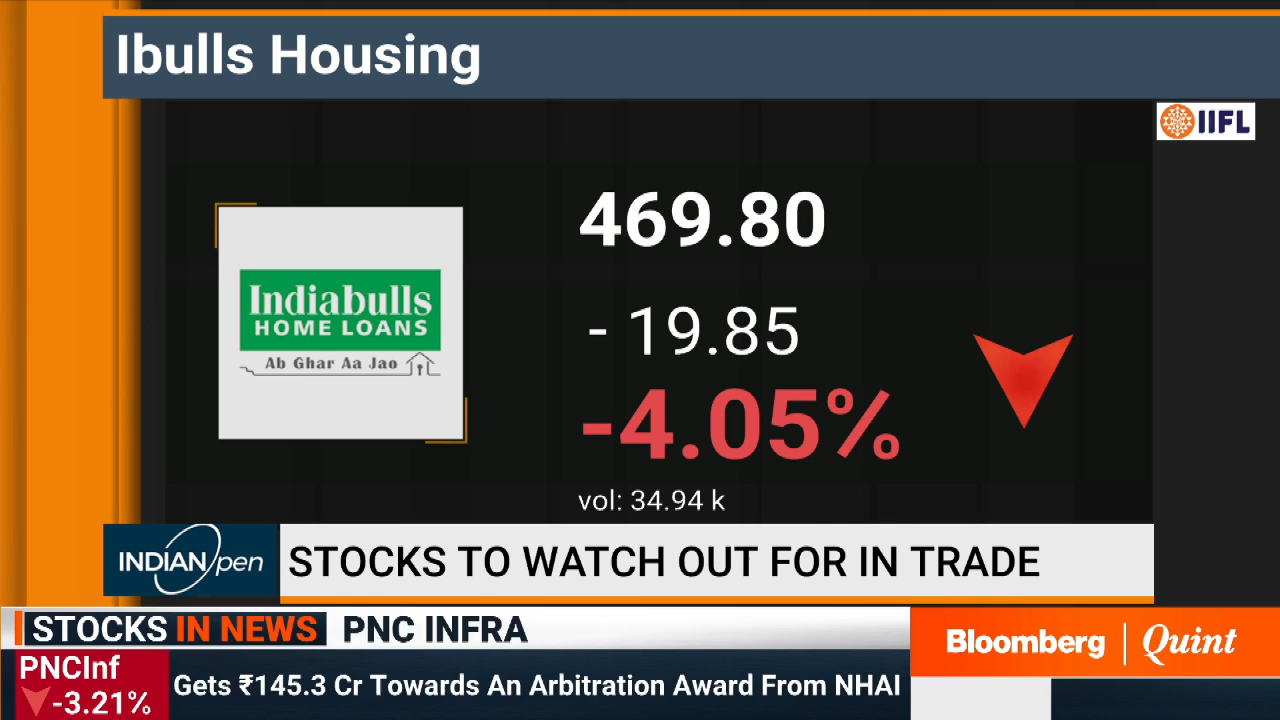 Ibulls Housing
IIFL
469.80
Indiabulls
HOME LOANS
Ab Ghar Aa Jao
- 19.85
-4.05%
vol: 34.94 k
INDIAN Open
STOCKS TO WATCH OUT FOR IN TRADE
STOCKS IN NEWS PNC INFRA
Bloomberg | Quint
PNCInf
-3.21%
Gets ₹145.3 Cr Towards An Arbitration Award From NHAI